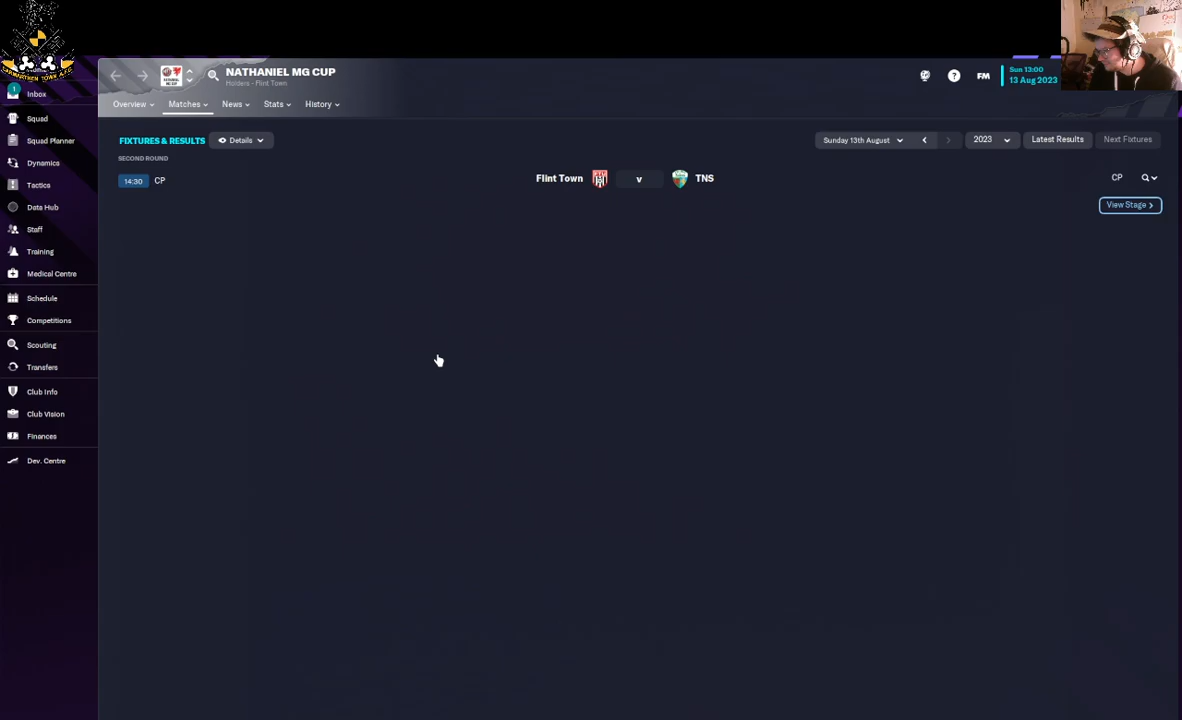 CARMARTHEN TOWN A.F.C.
NATHANIEL MG CUP
Holders - Flint Town
FM
Sun 13:00
13 Aug 2023
Overview
Matches
News
Stats
History
1
Inbox
Squad
Squad Planner
Dynamics
Tactics
Data Hub
Staff
Training
Medical Centre
Schedule
Competitions
Scouting
Transfers
Club Info
Club Vision
Finances
Dev. Centre
FIXTURES & RESULTS
Details
Sunday 13th August
2023
Latest Results
Next Fixtures
SECOND ROUND
14:30 CP Flint Town v TNS CP
View Stage >